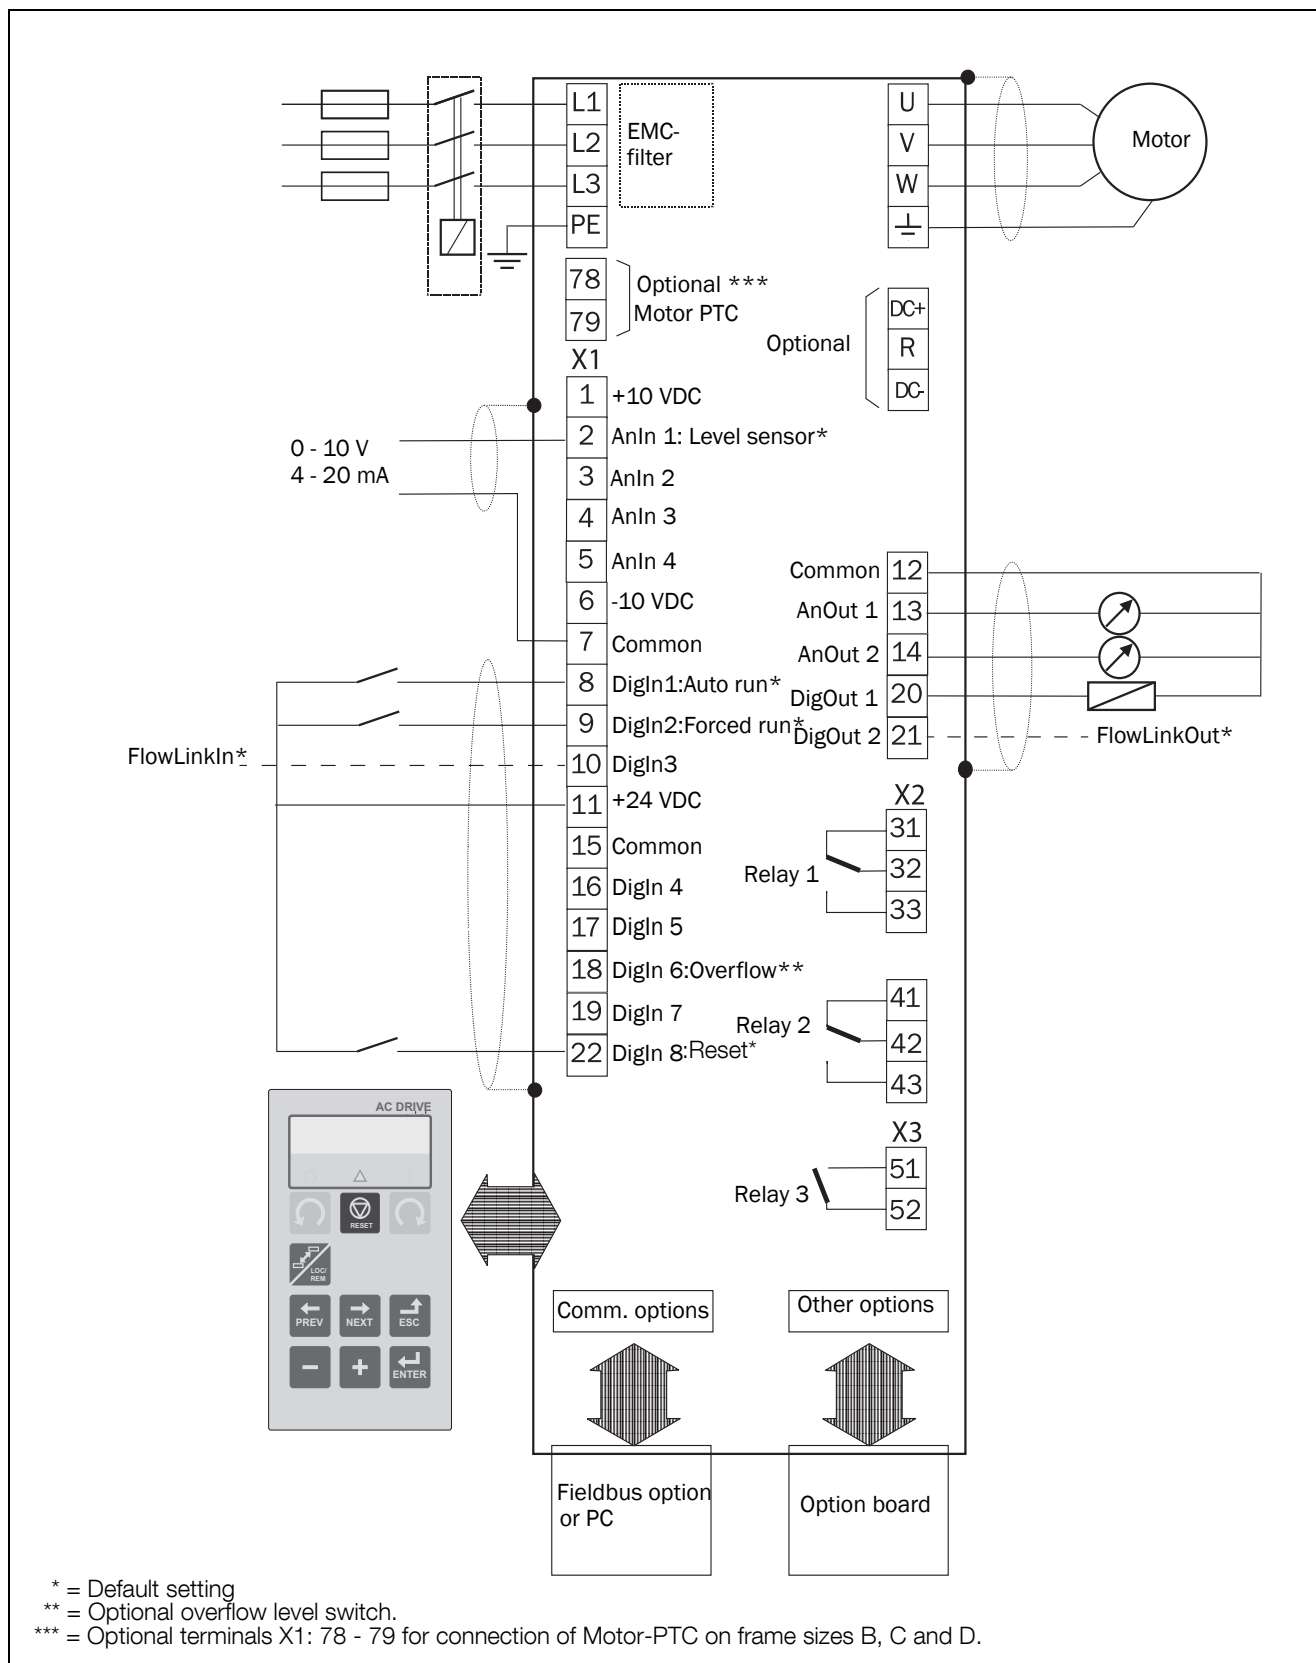 L1
L2
L3
PE
EMC-
filter
U
V
W
Motor
78
79
Optional ***
Motor PTC
Optional
DC+
R
DC-
X1
1 +10 VDC
2 AnIn 1: Level sensor*
3 AnIn 2
4 AnIn 3
5 AnIn 4
6 -10 VDC
7 Common
8 DigIn1:Auto run*
9 DigIn2:Forced run*
10 DigIn3
11 +24 VDC
15 Common
16 DigIn 4
17 DigIn 5
18 DigIn 6:Overflow**
19 DigIn 7
22 DigIn 8:Reset*
0 - 10 V
4 - 20 mA
FlowLinkIn*
Common 12
AnOut 1 13
AnOut 2 14
DigOut 1 20
DigOut 2 21
FlowLinkOut*
X2
31
32
33
Relay 1
41
42
43
Relay 2
X3
51
52
Relay 3
AC DRIVE
RESET
LOC/
REM
PREV
NEXT
ESC
−
+
ENTER
Comm. options
Other options
Fieldbus option
or PC
Option board
* = Default setting
** = Optional overflow level switch.
*** = Optional terminals X1: 78 - 79 for connection of Motor-PTC on frame sizes B, C and D.